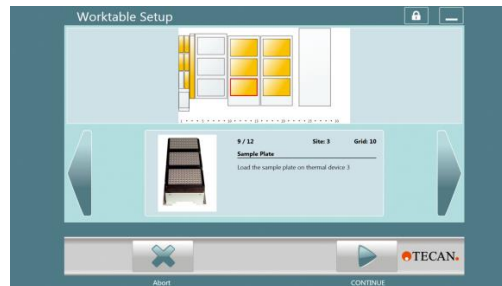 Worktable Setup
9 / 12 Site: 3 Grid: 10
Sample Plate
Load the sample plate on thermal device 3
TECAN.
Abort
CONTINUE